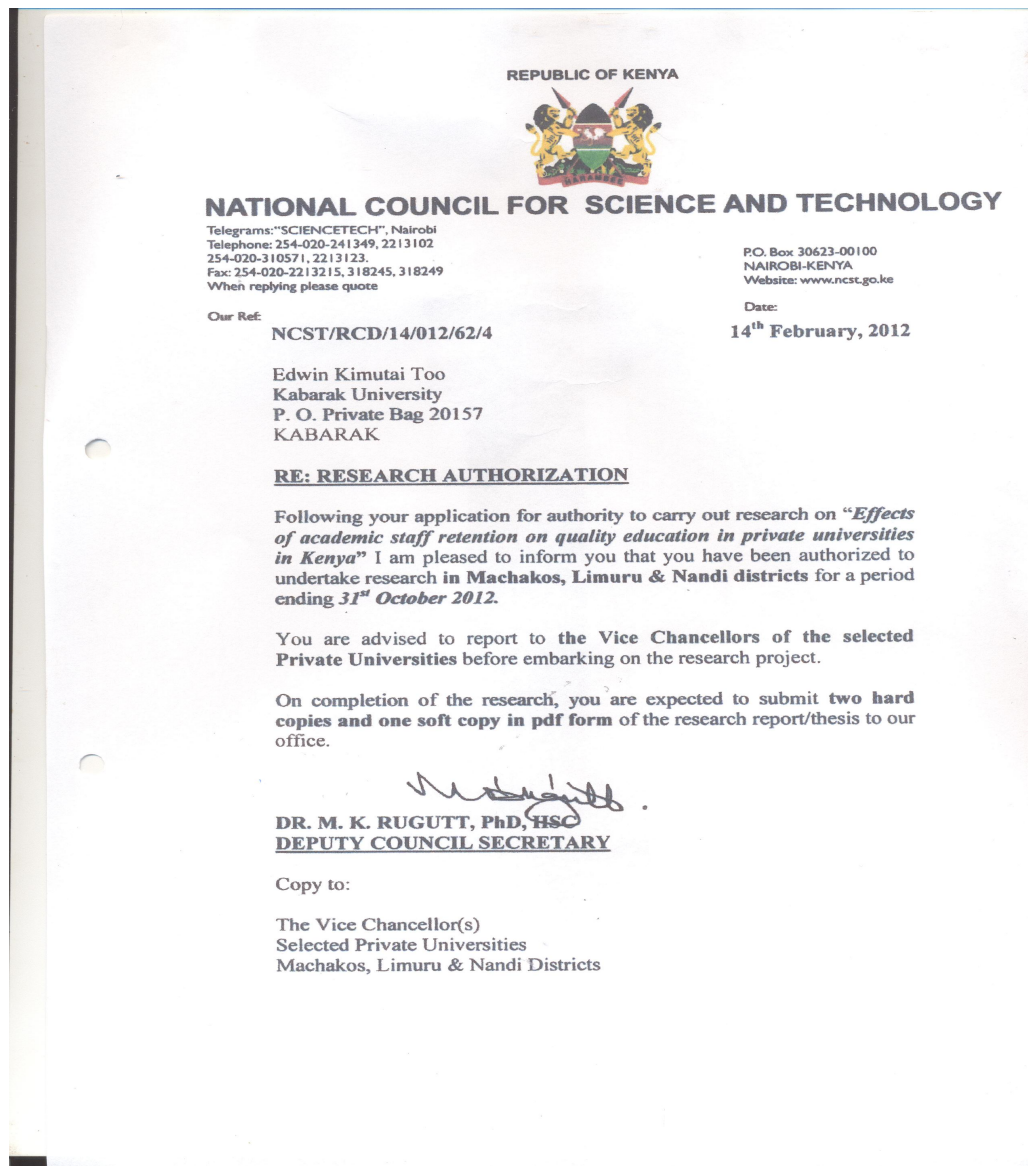 REPUBLIC OF KENYA
HARAMBEE
NATIONAL COUNCIL FOR SCIENCE AND TECHNOLOGY
Telegrams:"SCIENCETECH", Nairobi
Telephone: 254-020-241349, 2213102
254-020-310571, 2213123.
Fax: 254-020-2213215, 318245, 318249
When replying please quote
P.O. Box 30623-00100
NAIROBI-KENYA
Website: www.ncst.go.ke
Our Ref:
NCST/RCD/14/012/62/4
Date:
14th February, 2012
Edwin Kimutai Too
Kabarak University
P. O. Private Bag 20157
KABARAK
RE: RESEARCH AUTHORIZATION
Following your application for authority to carry out research on “Effects
of academic staff retention on quality education in private universities
in Kenya” I am pleased to inform you that you have been authorized to
undertake research in Machakos, Limuru & Nandi districts for a period
ending 31st October 2012.
You are advised to report to the Vice Chancellors of the selected
Private Universities before embarking on the research project.
On completion of the research, you are expected to submit two hard
copies and one soft copy in pdf form of the research report/thesis to our
office.
DR. M. K. RUGUTT, PhD, HSC
DEPUTY COUNCIL SECRETARY
Copy to:
The Vice Chancellor(s)
Selected Private Universities
Machakos, Limuru & Nandi Districts